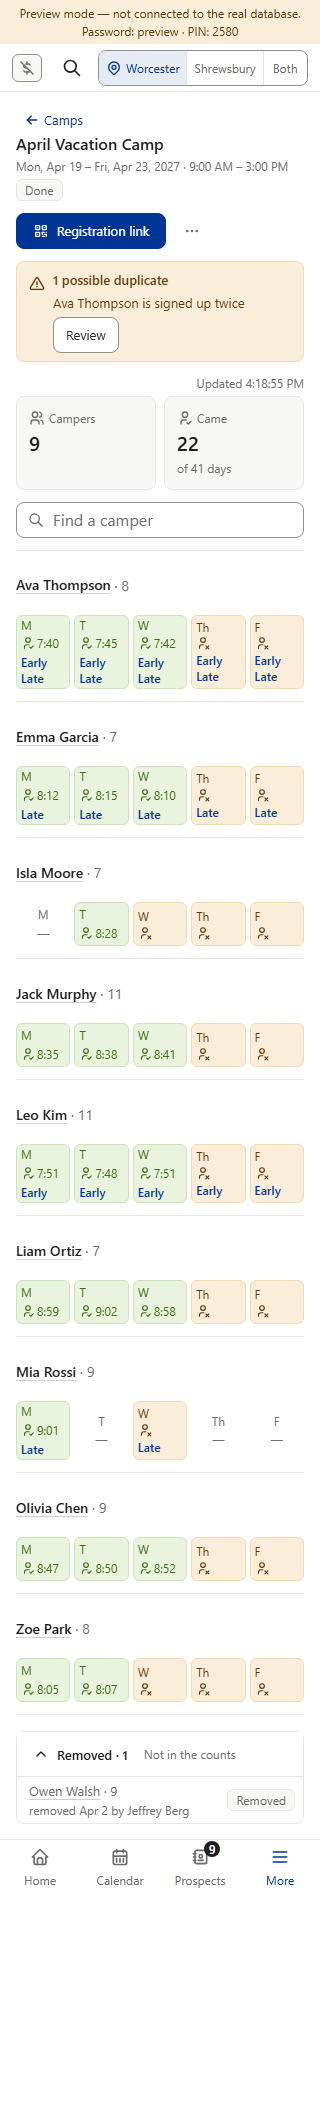 Preview mode — not connected to the real database.
Password: preview · PIN: 2580
Worcester
Shrewsbury
Both
Camps
April Vacation Camp
Mon, Apr 19 – Fri, Apr 23, 2027 · 9:00 AM – 3:00 PM
Done
Registration link
1 possible duplicate
Ava Thompson is signed up twice
Review
Updated 4:18:55 PM
Campers
9
Came
22
of 41 days
Find a camper
Ava Thompson · 8
M
7:40
Early
Late
T
7:45
Early
Late
W
7:42
Early
Late
Th
Early
Late
F
Early
Late
Emma Garcia · 7
M
8:12
Late
T
8:15
Late
W
8:10
Late
Th
Late
F
Late
Isla Moore · 7
M
—
T
8:28
W
Th
F
Jack Murphy · 11
M
8:35
T
8:38
W
8:41
Th
F
Leo Kim · 11
M
7:51
Early
T
7:48
Early
W
7:51
Early
Th
Early
F
Early
Liam Ortiz · 7
M
8:59
T
9:02
W
8:58
Th
F
Mia Rossi · 9
M
9:01
Late
T
—
W
Late
Th
—
F
—
Olivia Chen · 9
M
8:47
T
8:50
W
8:52
Th
F
Zoe Park · 8
M
8:05
T
8:07
W
Th
F
Removed · 1
Not in the counts
Owen Walsh · 9
removed Apr 2 by Jeffrey Berg
Removed
Home
Calendar
9
Prospects
More